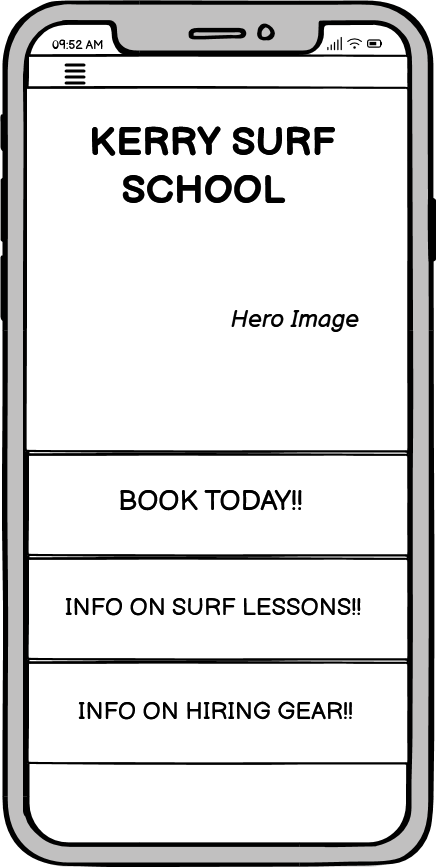 09:52 AM
KERRY SURF
SCHOOL
Hero Image
BOOK TODAY!!
INFO ON SURF LESSONS!!
INFO ON HIRING GEAR!!